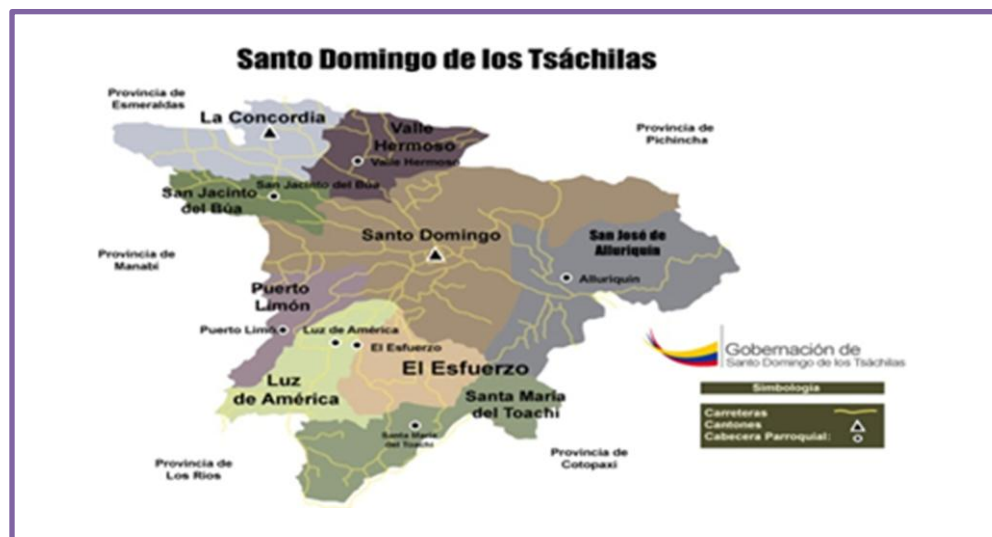 Santo Domingo de los Tsáchilas
Provincia de
Esmeraldas
La Concordia
Valle
Hermoso
Valle Hermoso
Provincia de
Pichincha
San Jacinto del Búa
San Jacinto
del Búa
Santo Domingo
San José de
Alluriquín
Alluriquín
Provincia de
Manabí
Puerto
Limón
Puerto Limó
Luz de América
El Esfuerzo
El Esfuerzo
Luz
de América
Santa María
del Toachi
Santa María
del Toachi
Provincia de
Los Rios
Provincia de
Cotopaxi
Gobernación de
Santo Domingo de los Tsáchilas
Simbología
Carreteras
Cantones
Cabecera Parroquial: